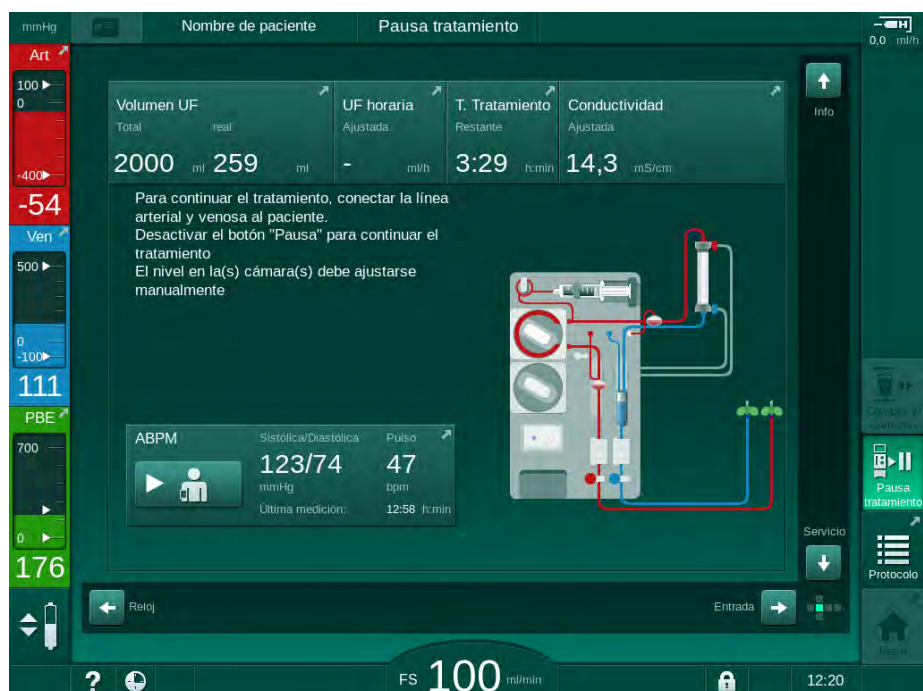 mmHg
Nombre de paciente
Pausa tratamiento
0,0 ml/h
Art
100
0
-400
-54
Ven
500
0
-100
111
PBE
700
0
176
Volumen UF
Total real
2000 ml 259 ml
UF horaria
Ajustada
- ml/h
T. Tratamiento
Restante
3:29 h:min
Conductividad
Ajustada
14,3 mS/cm
Info
Para continuar el tratamiento, conectar la línea
arterial y venosa al paciente.
Desactivar el botón "Pausa" para continuar el
tratamiento
El nivel en la(s) cámara(s) debe ajustarse
manualmente
ABPM
Sistólica/Diastólica Pulso
123/74 47
mmHg bpm
Última medición: 12:58 h:min
Pausa
tratamiento
Servicio
Protocolo
Reloj
Entrada
? FS 100 ml/min 12:20